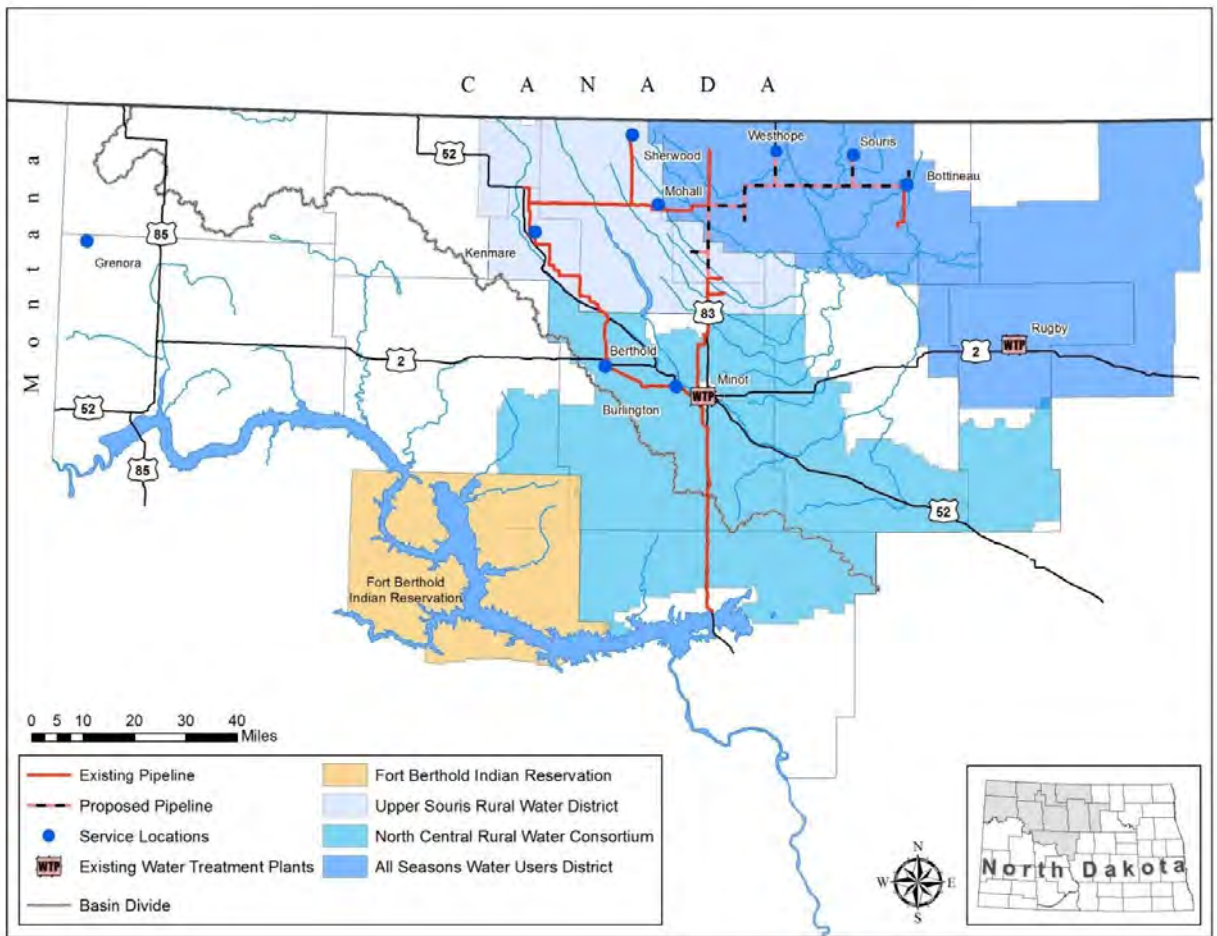 C A N A D A
Montana
52
Westhope
Souris
Sherwood
Bottineau
Mohall
85
Kenmare
Grenora
83
Rugby
WTP
Berthold
2
2
Minot
WTP
Burlington
52
85
52
Fort Berthold
Indian Reservation
0 5 10 20 30 40
Miles
Existing Pipeline
Proposed Pipeline
Service Locations
WTP Existing Water Treatment Plants
Basin Divide
Fort Berthold Indian Reservation
Upper Souris Rural Water District
North Central Rural Water Consortium
All Seasons Water Users District
N
W E
S
North Dakota